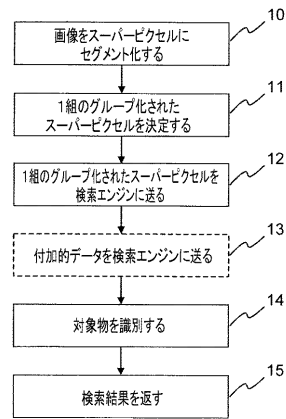 10
画像をスーパーピクセルに
セグメント化する
11
1組のグループ化された
スーパーピクセルを決定する
12
1組のグループ化されたスーパーピクセルを
検索エンジンに送る
13
付加的データを検索エンジンに送る
14
対象物を識別する
15
検索結果を返す